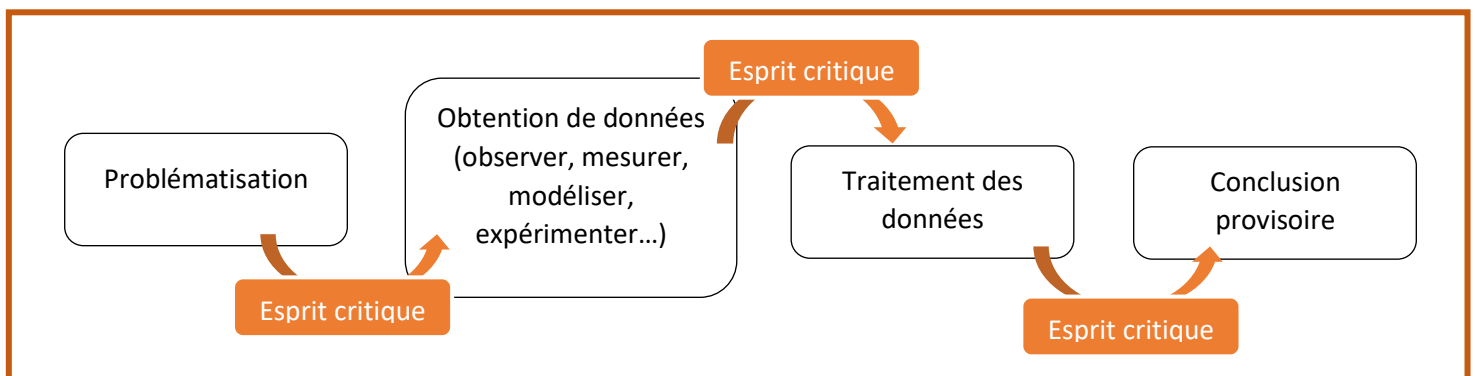 Problématisation
Esprit critique
Obtention de données
(observer, mesurer,
modéliser,
expérimenter…)
Esprit critique
Traitement des
données
Esprit critique
Conclusion
provisoire